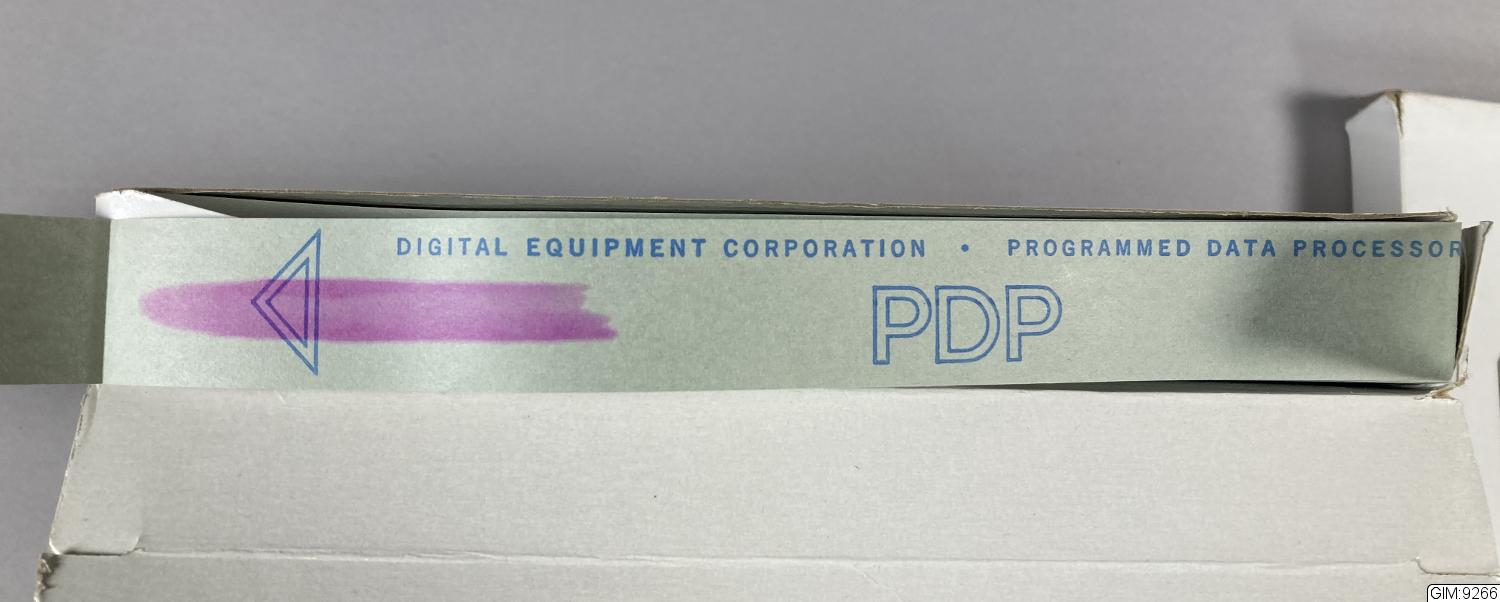 DIGITAL EQUIPMENT CORPORATION • PROGRAMMED DATA PROCESSOR
PDP
GIM:9266